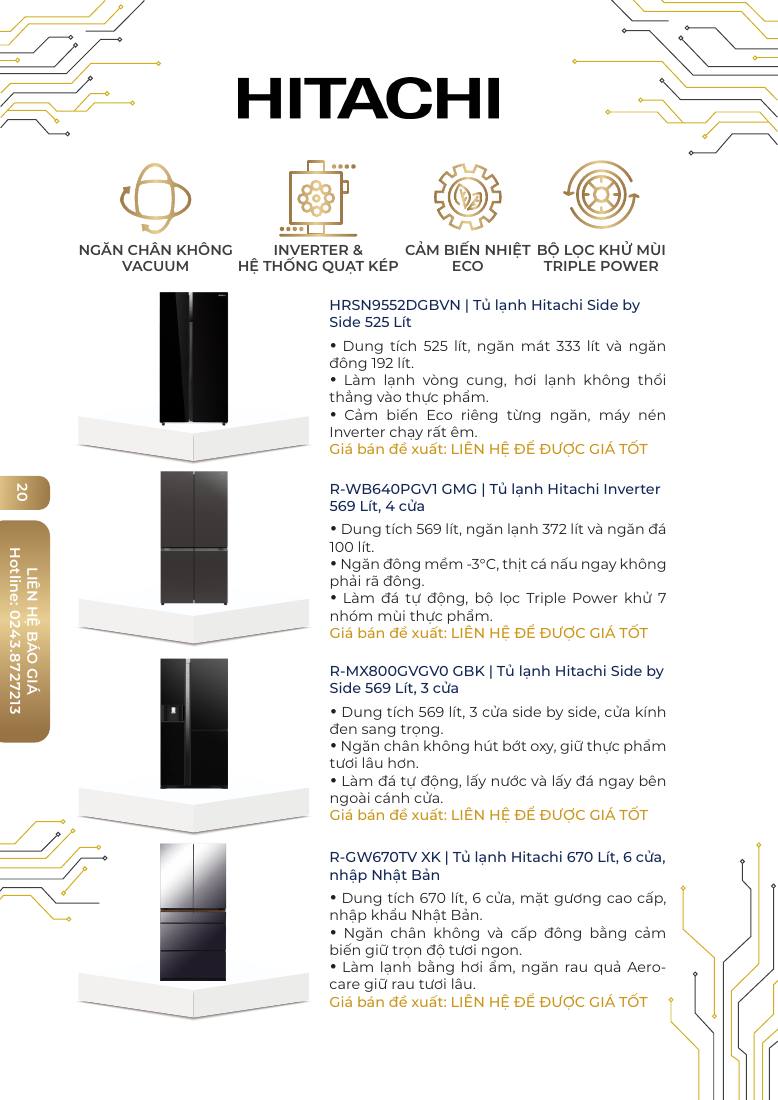 HITACHI
NGĂN CHÂN KHÔNG
VACUUM
INVERTER &
HỆ THỐNG QUẠT KÉP
CẢM BIẾN NHIỆT
ECO
BỘ LỌC KHỬ MÙI
TRIPLE POWER
HRSN9552DGBVN | Tủ lạnh Hitachi Side by
Side 525 Lít
• Dung tích 525 lít, ngăn mát 333 lít và ngăn
đông 192 lít.
• Làm lạnh vòng cung, hơi lạnh không thổi
thẳng vào thực phẩm.
• Cảm biến Eco riêng từng ngăn, máy nén
Inverter chạy rất êm.
Giá bán đề xuất: LIÊN HỆ ĐỂ ĐƯỢC GIÁ TỐT
R-WB640PGV1 GMG | Tủ lạnh Hitachi Inverter
569 Lít, 4 cửa
• Dung tích 569 lít, ngăn lạnh 372 lít và ngăn đá
100 lít.
• Ngăn đông mềm -3°C, thịt cá nấu ngay không
phải rã đông.
• Làm đá tự động, bộ lọc Triple Power khử 7
nhóm mùi thực phẩm.
Giá bán đề xuất: LIÊN HỆ ĐỂ ĐƯỢC GIÁ TỐT
R-MX800GVGV0 GBK | Tủ lạnh Hitachi Side by
Side 569 Lít, 3 cửa
• Dung tích 569 lít, 3 cửa side by side, cửa kính
đen sang trọng.
• Ngăn chân không hút bớt oxy, giữ thực phẩm
tươi lâu hơn.
• Làm đá tự động, lấy nước và lấy đá ngay bên
ngoài cánh cửa.
Giá bán đề xuất: LIÊN HỆ ĐỂ ĐƯỢC GIÁ TỐT
R-GW670TV XK | Tủ lạnh Hitachi 670 Lít, 6 cửa,
nhập Nhật Bản
• Dung tích 670 lít, 6 cửa, mặt gương cao cấp,
nhập khẩu Nhật Bản.
• Ngăn chân không và cấp đông bằng cảm
biến giữ trọn độ tươi ngon.
• Làm lạnh bằng hơi ẩm, ngăn rau quả Aero-
care giữ rau tươi lâu.
Giá bán đề xuất: LIÊN HỆ ĐỂ ĐƯỢC GIÁ TỐT
20
LIÊN HỆ BÁO GIÁ
Hotline: 0243.8727213